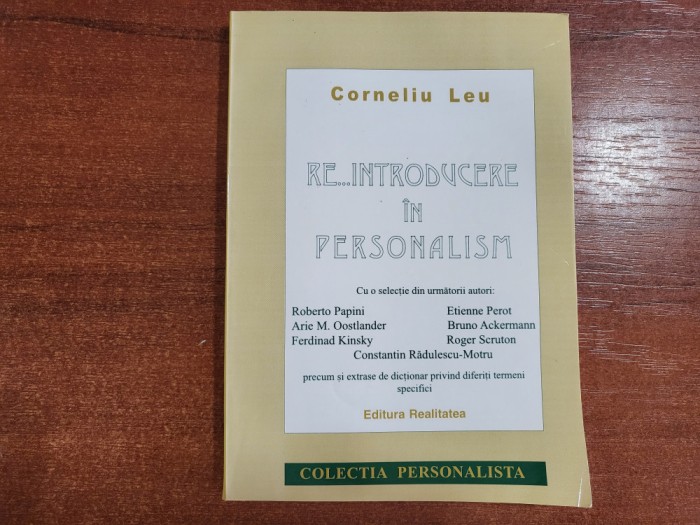 Corneliu Leu
RE...INTRODUCERE
ÎN
PERSONALISM
Cu o selecție din următorii autori:
Roberto Papini Etienne Perot
Arie M. Oostlander Bruno Ackermann
Ferdinad Kinsky Roger Scruton
Constantin Rădulescu-Motru
precum și extrase de dicționar privind diferiți termeni
specifici
Editura Realitatea
COLECTIA PERSONALISTA